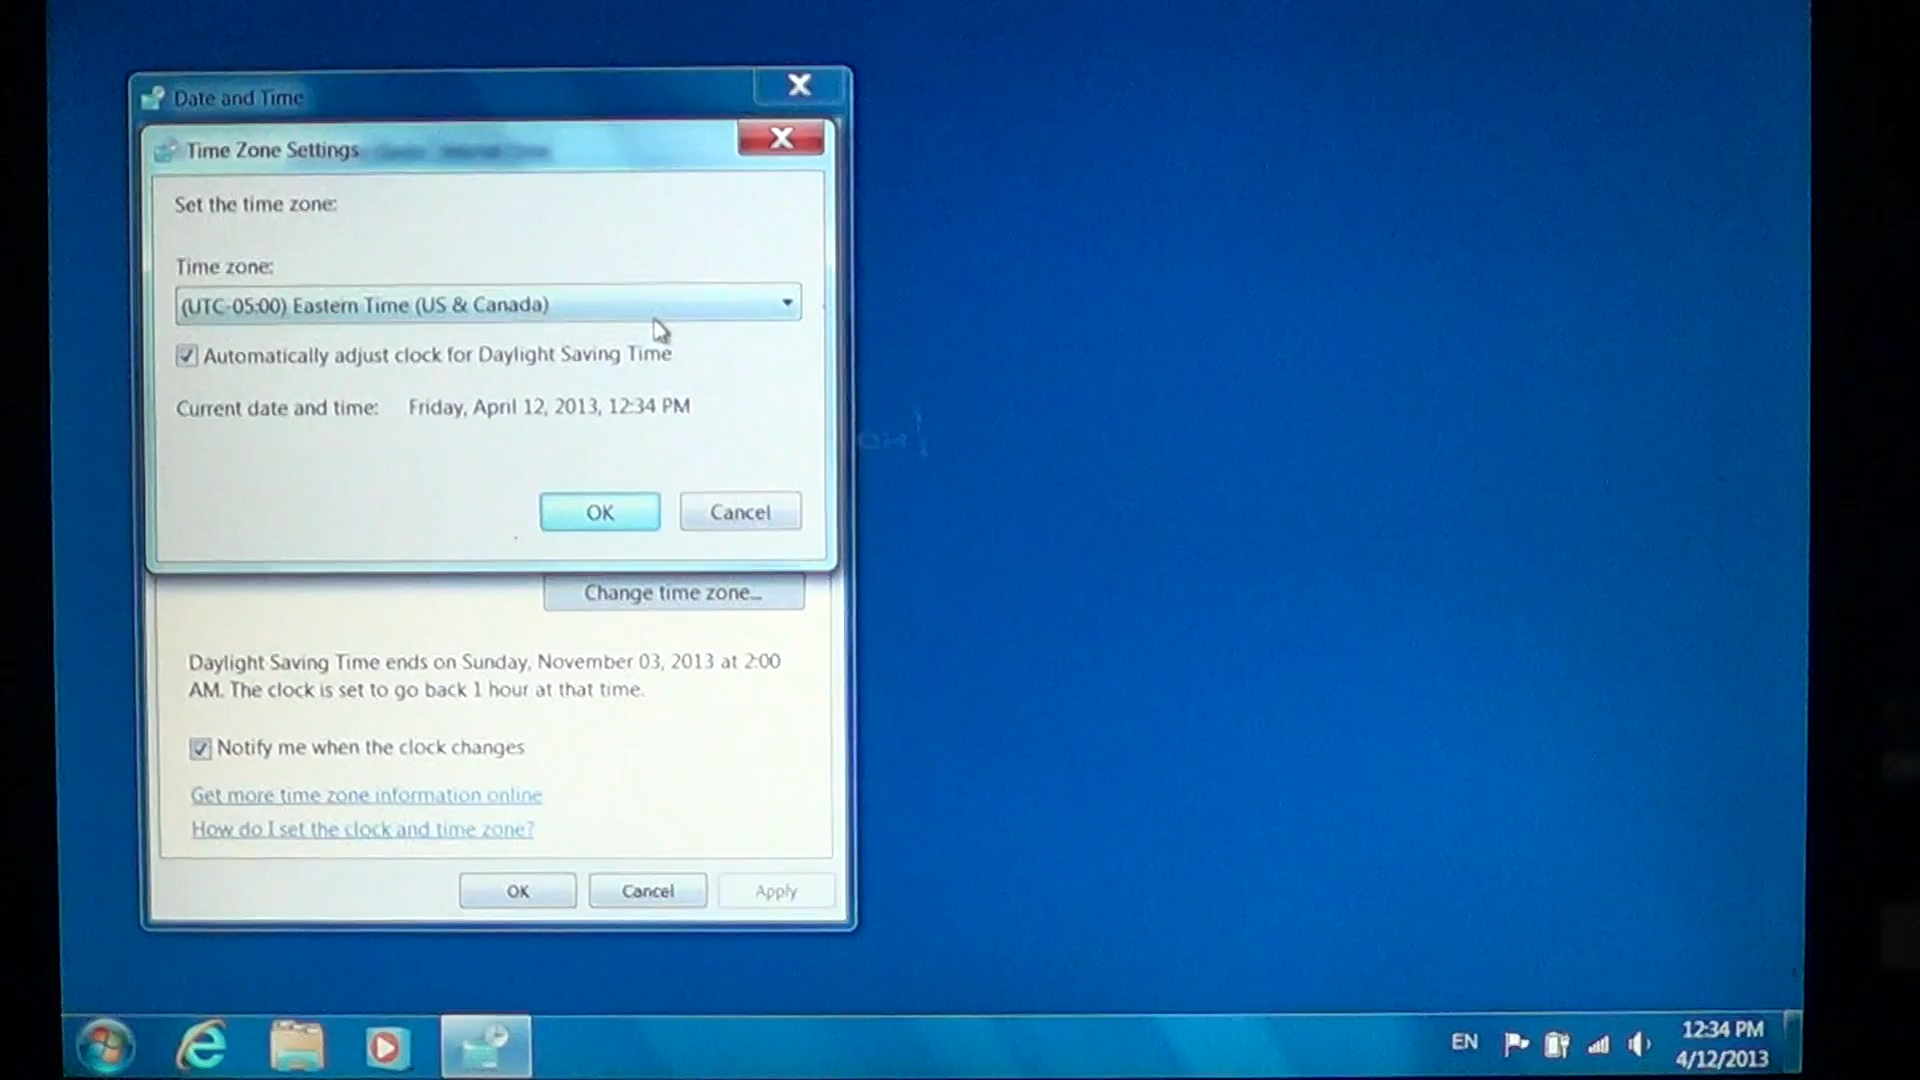 Date and Time
Time Zone Settings
Set the time zone:
Time zone:
(UTC-05:00) Eastern Time (US & Canada)
Automatically adjust clock for Daylight Saving Time
Current date and time: Friday, April 12, 2013, 12:34 PM
OK Cancel
Change time zone...
Daylight Saving Time ends on Sunday, November 03, 2013 at 2:00
AM. The clock is set to go back 1 hour at that time.
Notify me when the clock changes
Get more time zone information online
How do I set the clock and time zone?
OK Cancel Apply
EN
12:34 PM
4/12/2013